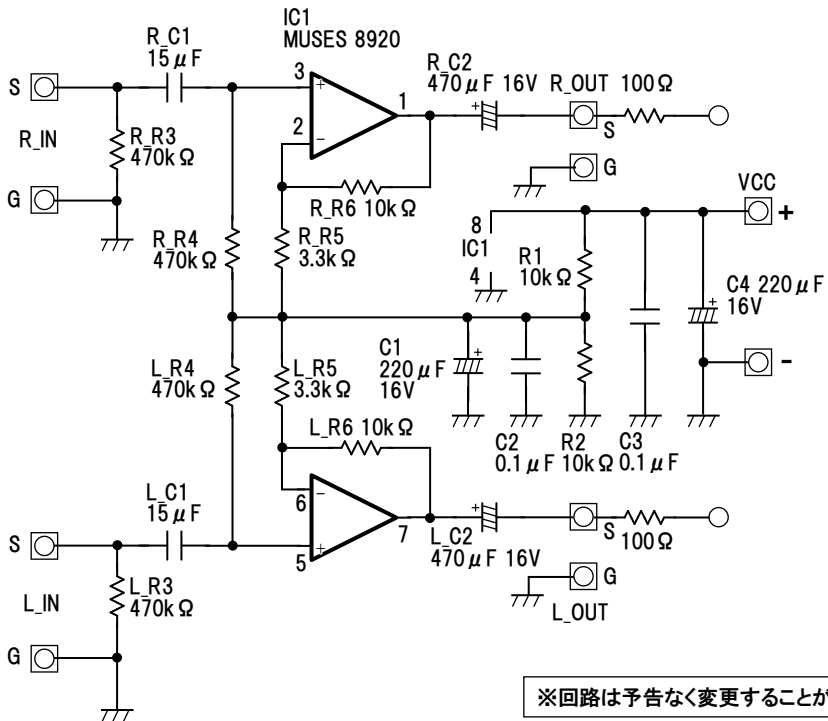 IC1
MUSES 8920
R_C1
15μF
R_C2
470μF 16V
R_OUT 100Ω
S
3
+
1
+
2
-
S
R_IN
R_R3
470kΩ
G
G
R_R6 10kΩ
VCC
+
8
IC1
4
R_R4
470kΩ
R_R5
3.3kΩ
R1
10kΩ
C4 220μF
16V
+
L_R4
470kΩ
L_R5
3.3kΩ
C1
220μF
16V
+
-
L_R6 10kΩ
C2
0.1μF
R2
10kΩ
C3
0.1μF
L_C1
15μF
6
-
7
5
+
L_C2
470μF 16V
+
S
100Ω
S
L_IN
L_R3
470kΩ
G
L_OUT
G
※回路は予告なく変更することが